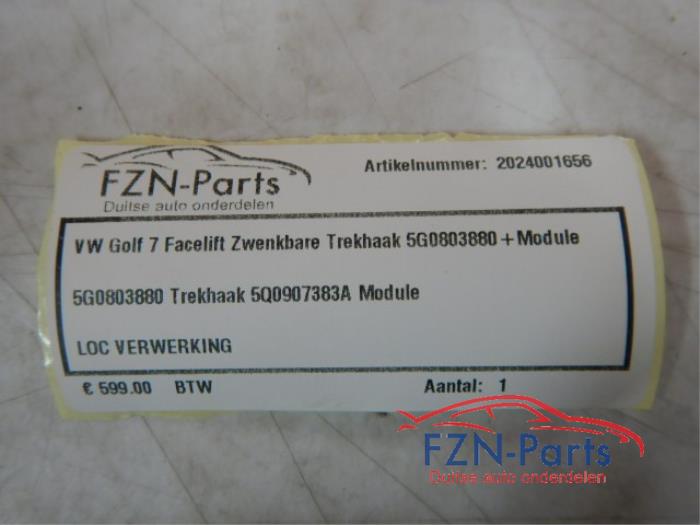 FZN-Parts
Duitse auto onderdelen
Artikelnummer: 2024001656
VW Golf 7 Facelift Zwenkbare Trekhaak 5G0803880+Module
5G0803880 Trekhaak 5Q0907383A Module
LOC VERWERKING
€ 599.00 BTW Aantal: 1
FZN-Parts
Duitse auto onderdelen